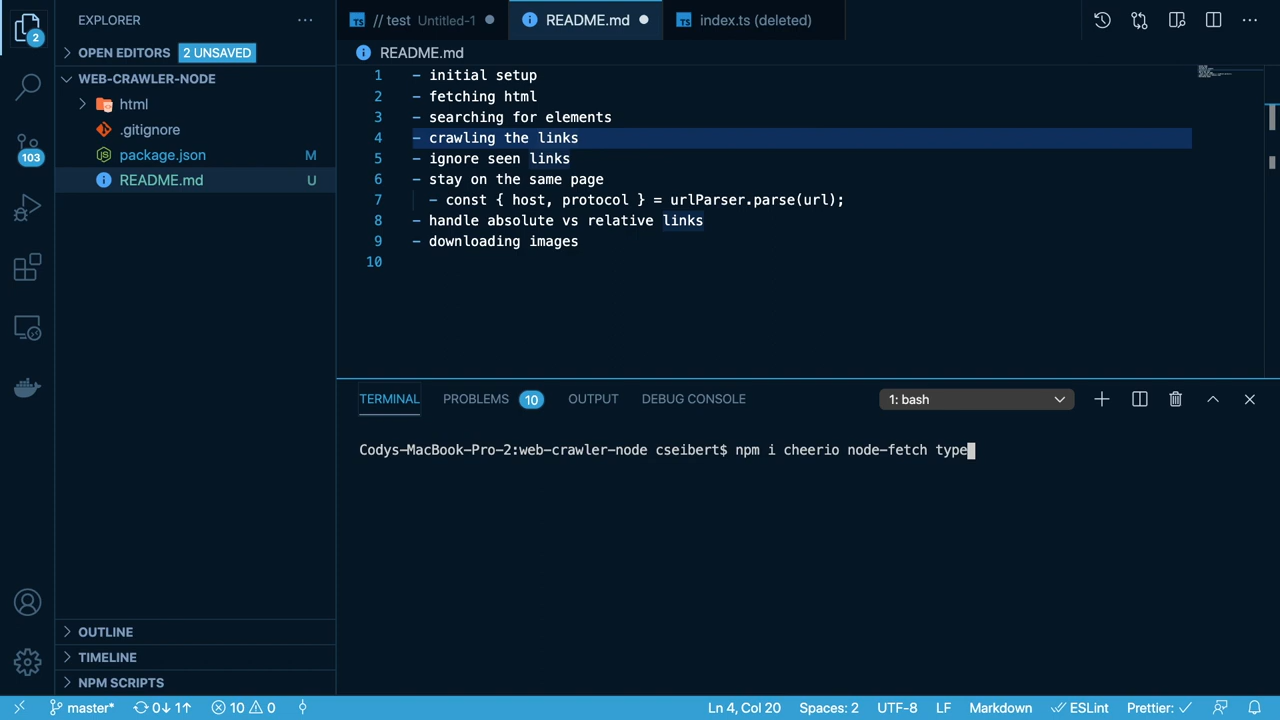 EXPLORER
2
OPEN EDITORS 2 UNSAVED
WEB-CRAWLER-NODE
html
.gitignore
package.json M
README.md U
103
OUTLINE
TIMELINE
NPM SCRIPTS
TS // test Untitled-1
README.md
TS index.ts (deleted)
README.md
1 - initial setup
2 - fetching html
3 - searching for elements
4 - crawling the links
5 - ignore seen links
6 - stay on the same page
7 - const { host, protocol } = urlParser.parse(url);
8 - handle absolute vs relative links
9 - downloading images
10
TERMINAL PROBLEMS 10 OUTPUT DEBUG CONSOLE 1: bash
Codys-MacBook-Pro-2:web-crawler-node cseibert$ npm i cheerio node-fetch type
master* 0↓ 1↑ 10 0 Ln 4, Col 20 Spaces: 2 UTF-8 LF Markdown ESLint Prettier: ✓